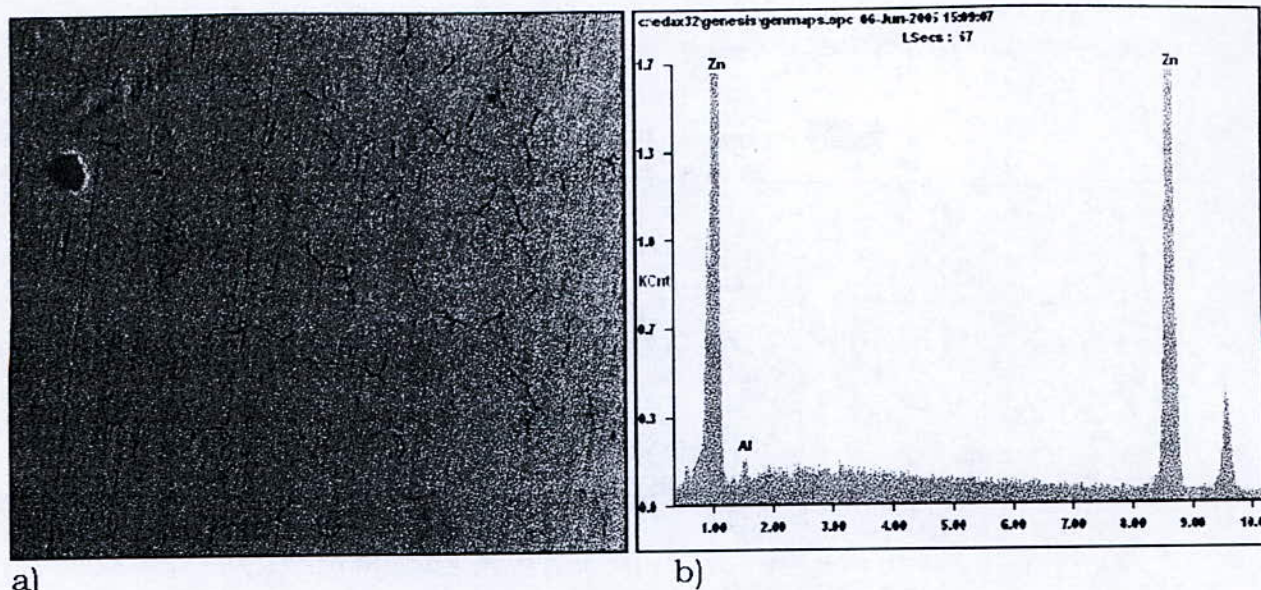 c:\edax32\genesis\genmaps.spc 06-Jun-2005 15:09:07
LSecs : 67
1.7
Zn
Zn
1.3
1.0
KCnt
0.7
0.3
Al
0.0
1.00 2.00 3.00 4.00 5.00 6.00 7.00 8.00 9.00 10.0
a)
b)